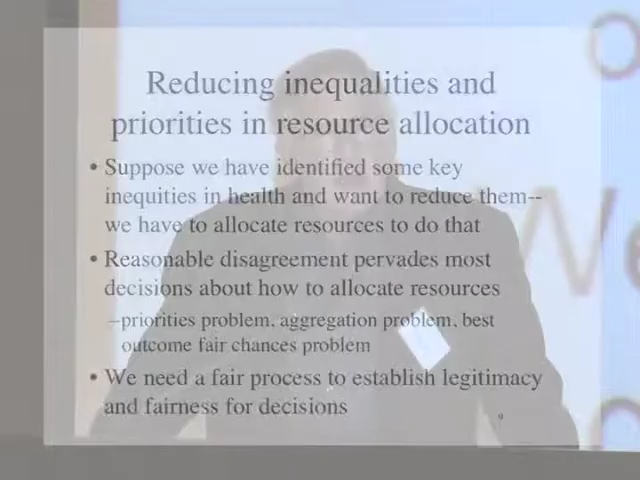 Reducing inequalities and
priorities in resource allocation
• Suppose we have identified some key
inequities in health and want to reduce them--
we have to allocate resources to do that
• Reasonable disagreement pervades most
decisions about how to allocate resources
–priorities problem, aggregation problem, best
outcome fair chances problem
• We need a fair process to establish legitimacy
and fairness for decisions
9